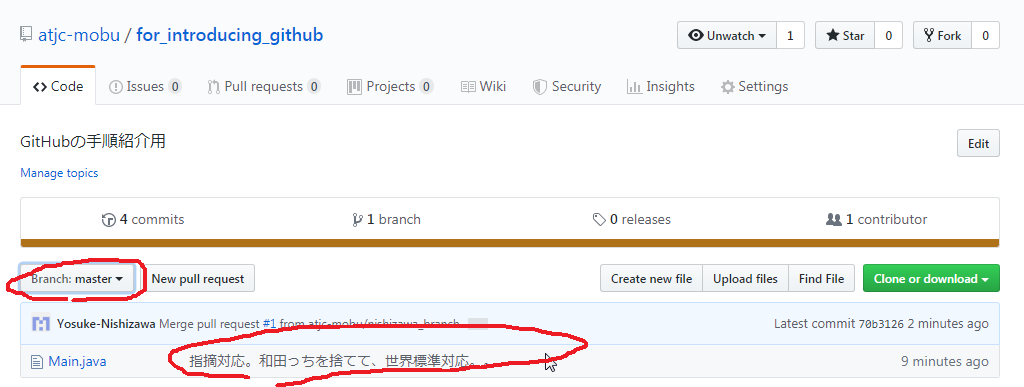 atjc-mobu / for_introducing_github
Unwatch 1 Star 0 Fork 0
Code Issues 0 Pull requests 0 Projects 0 Wiki Security Insights Settings
GitHubの手順紹介用
Edit
Manage topics
4 commits 1 branch 0 releases 1 contributor
Branch: master New pull request Create new file Upload files Find File Clone or download
Yosuke-Nishizawa Merge pull request #1 from atjc-mobu/nishizawa_branch Latest commit 70b3126 2 minutes ago
Main.java 指摘対応。和田っちを捨てて、世界標準対応。 9 minutes ago